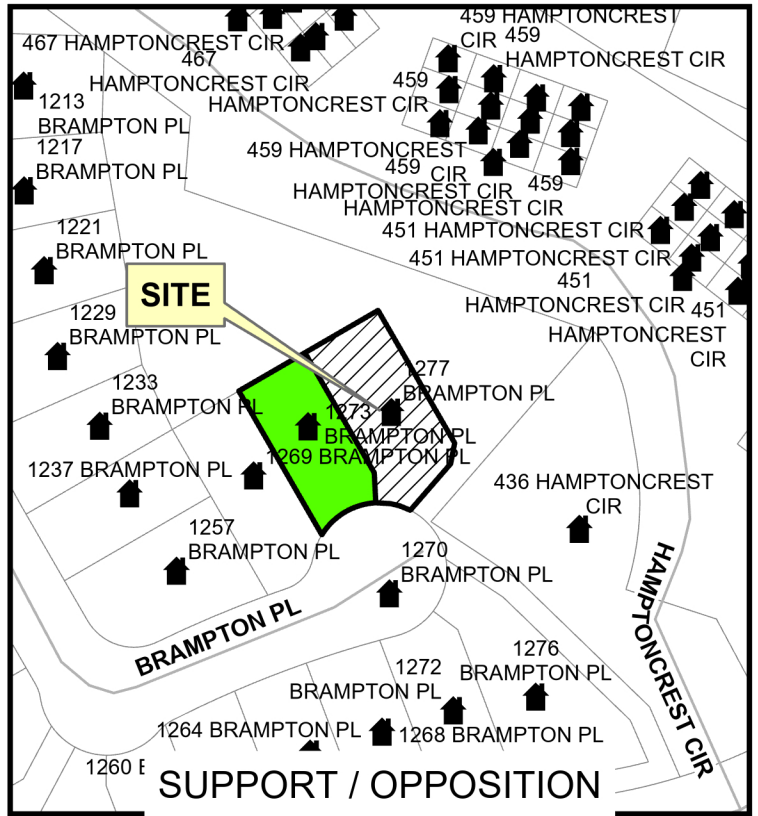 459 HAMPTONCREST
CIR
459
467 HAMPTONCREST CIR
HAMPTONCREST CIR
467
HAMPTONCREST CIR
459
HAMPTONCREST CIR
1213
BRAMPTON PL
1217
BRAMPTON PL
459 HAMPTONCREST
CIR
459
HAMPTONCREST CIR
459
HAMPTONCREST CIR
1221
BRAMPTON PL
451 HAMPTONCREST CIR
451 HAMPTONCREST CIR
451
HAMPTONCREST CIR
451
HAMPTONCREST
CIR
SITE
1229
BRAMPTON PL
1233
BRAMPTON PL
1277
BRAMPTON PL
1273
BRAMPTON PL
1269 BRAMPTON PL
1237 BRAMPTON PL
436 HAMPTONCREST
CIR
1257
BRAMPTON PL
1270
BRAMPTON PL
HAMPTONCREST CIR
BRAMPTON PL
1276
BRAMPTON PL
1272
BRAMPTON PL
1264 BRAMPTON PL
1268 BRAMPTON PL
1260
SUPPORT / OPPOSITION